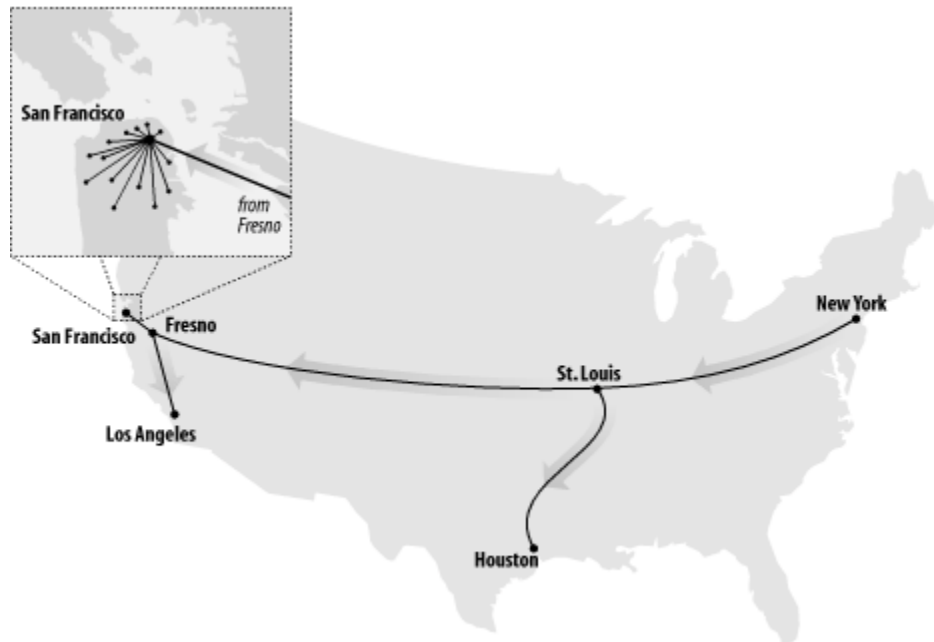 San Francisco
from
Fresno
New York
Fresno
San Francisco
St. Louis
Los Angeles
Houston